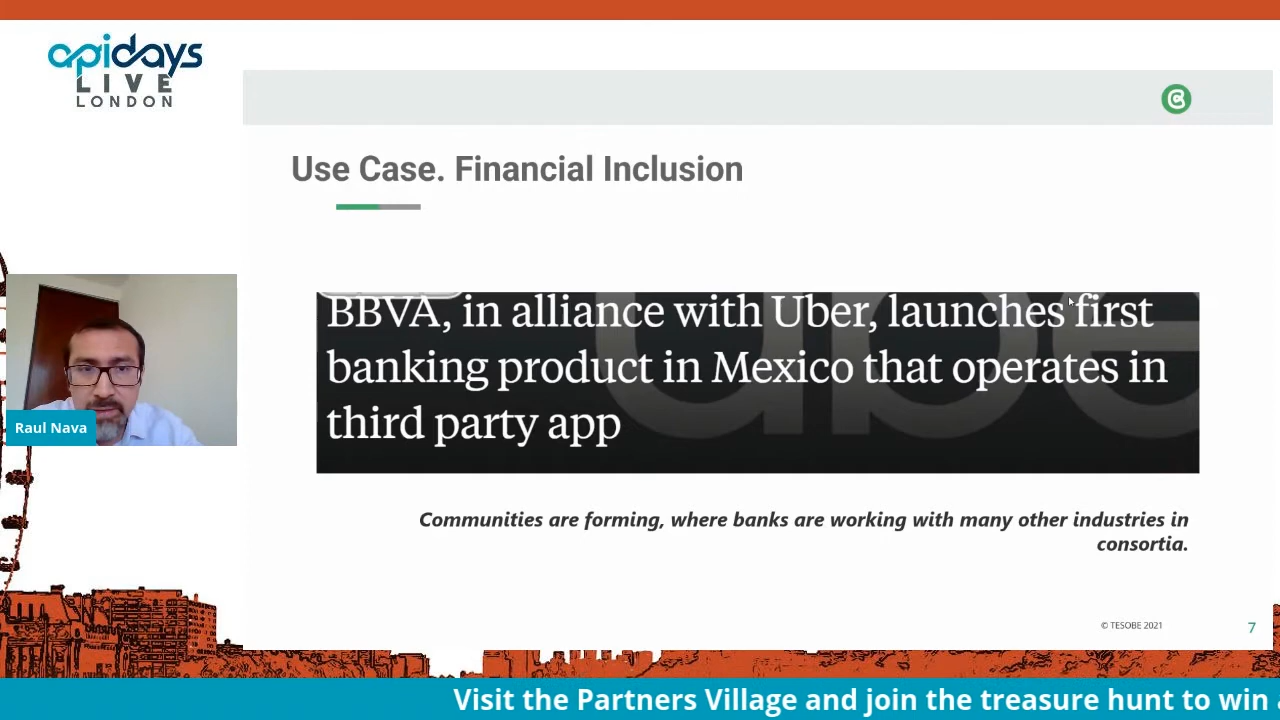 apidays
LIVE
LONDON
Use Case. Financial Inclusion
BBVA, in alliance with Uber, launches first
banking product in Mexico that operates in
third party app
Raul Nava
Communities are forming, where banks are working with many other industries in
consortia.
© TESOBE 2021
7
Visit the Partners Village and join the treasure hunt to win